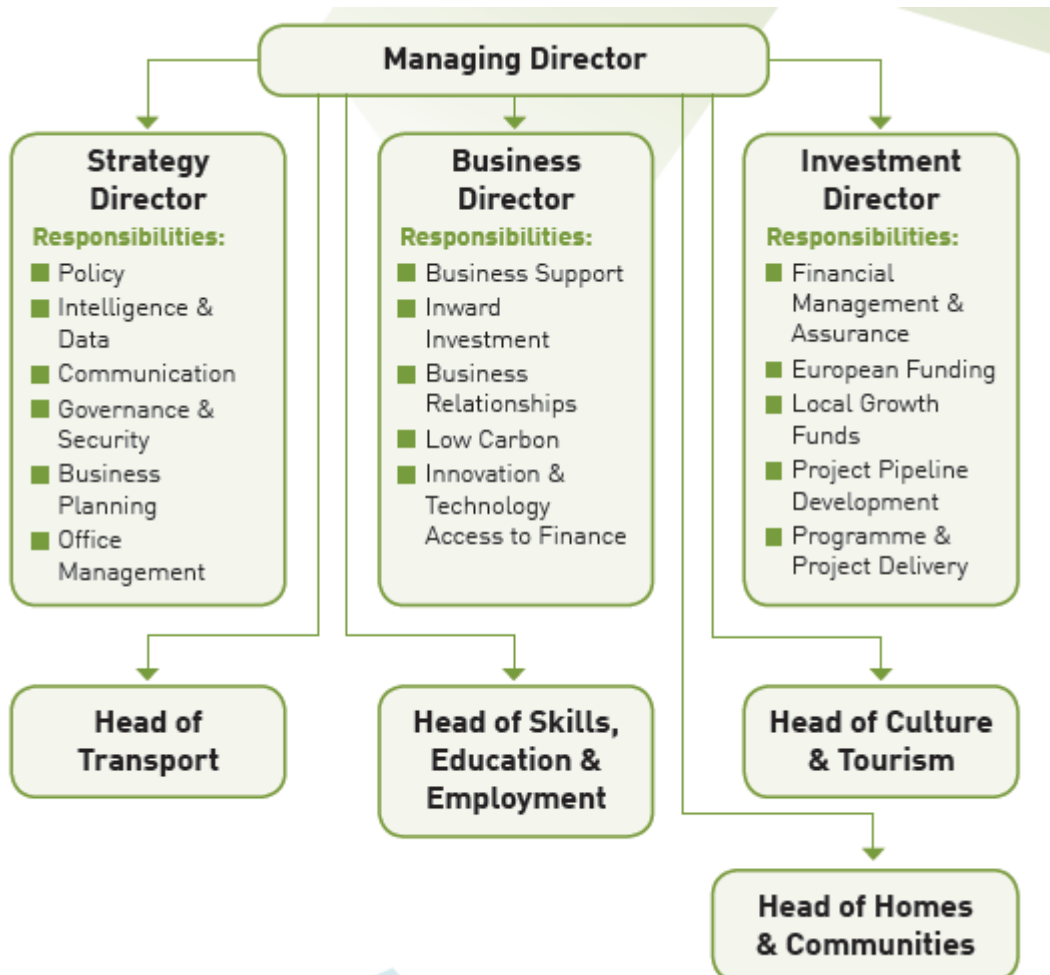 Managing Director
Strategy
Director
Responsibilities:
Policy
Intelligence &
Data
Communication
Governance &
Security
Business
Planning
Office
Management
Business
Director
Responsibilities:
Business Support
Inward
Investment
Business
Relationships
Low Carbon
Innovation &
Technology
Access to Finance
Investment
Director
Responsibilities:
Financial
Management &
Assurance
European Funding
Local Growth
Funds
Project Pipeline
Development
Programme &
Project Delivery
Head of
Transport
Head of Skills,
Education &
Employment
Head of Culture
& Tourism
Head of Homes
& Communities